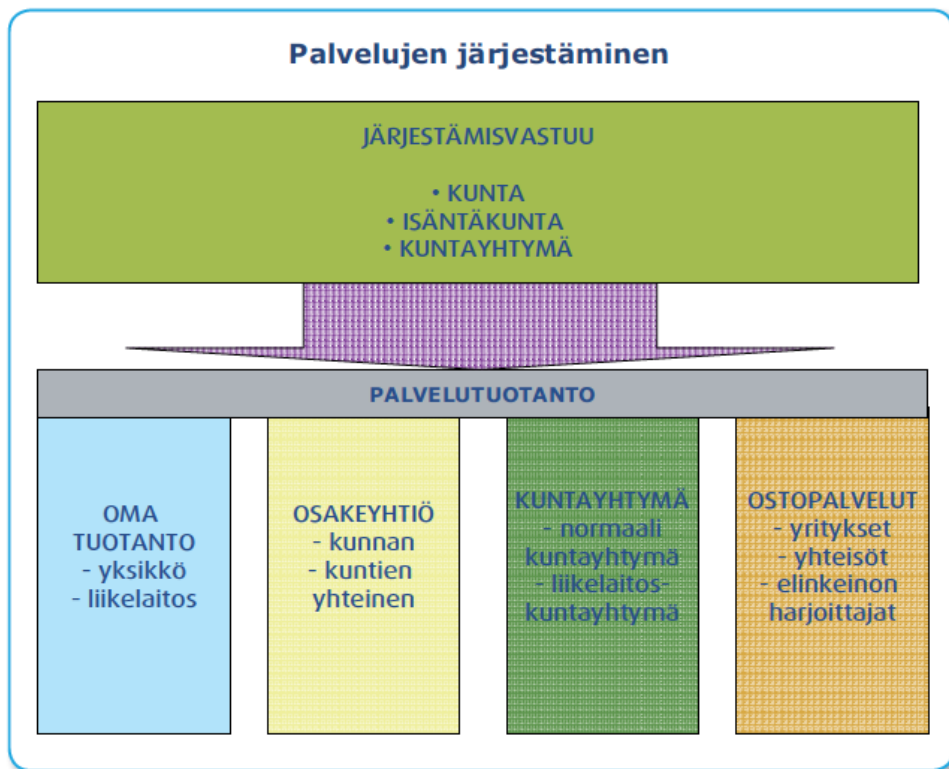 Palvelujen järjestäminen
JÄRJESTÄMISVASTUU
• KUNTA
• ISÄNTÄKUNTA
• KUNTAYHTYMÄ
PALVELUTUOTANTO
OMA
TUOTANTO
- yksikkö
- liikelaitos
OSAKEYHTIÖ
- kunnan
- kuntien
yhteinen
KUNTAYHTYMÄ
- normaali
kuntayhtymä
- liikelaitos-
kuntayhtymä
OSTOPALVELUT
- yritykset
- yhteisöt
- elinkeinon
harjoittajat